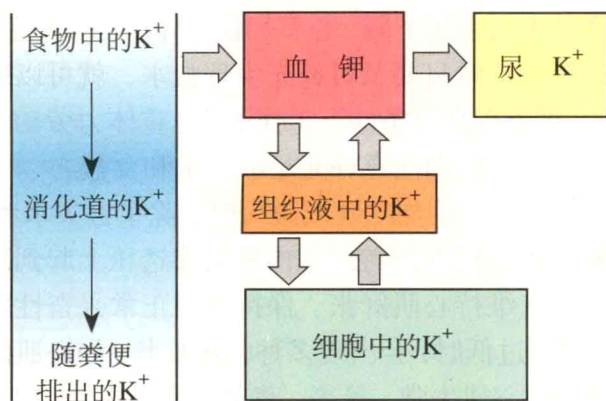 食物中的K⁺
血 钾
尿 K⁺
消化道的K⁺
组织液中的K⁺
细胞中的K⁺
随粪便
排出的K⁺